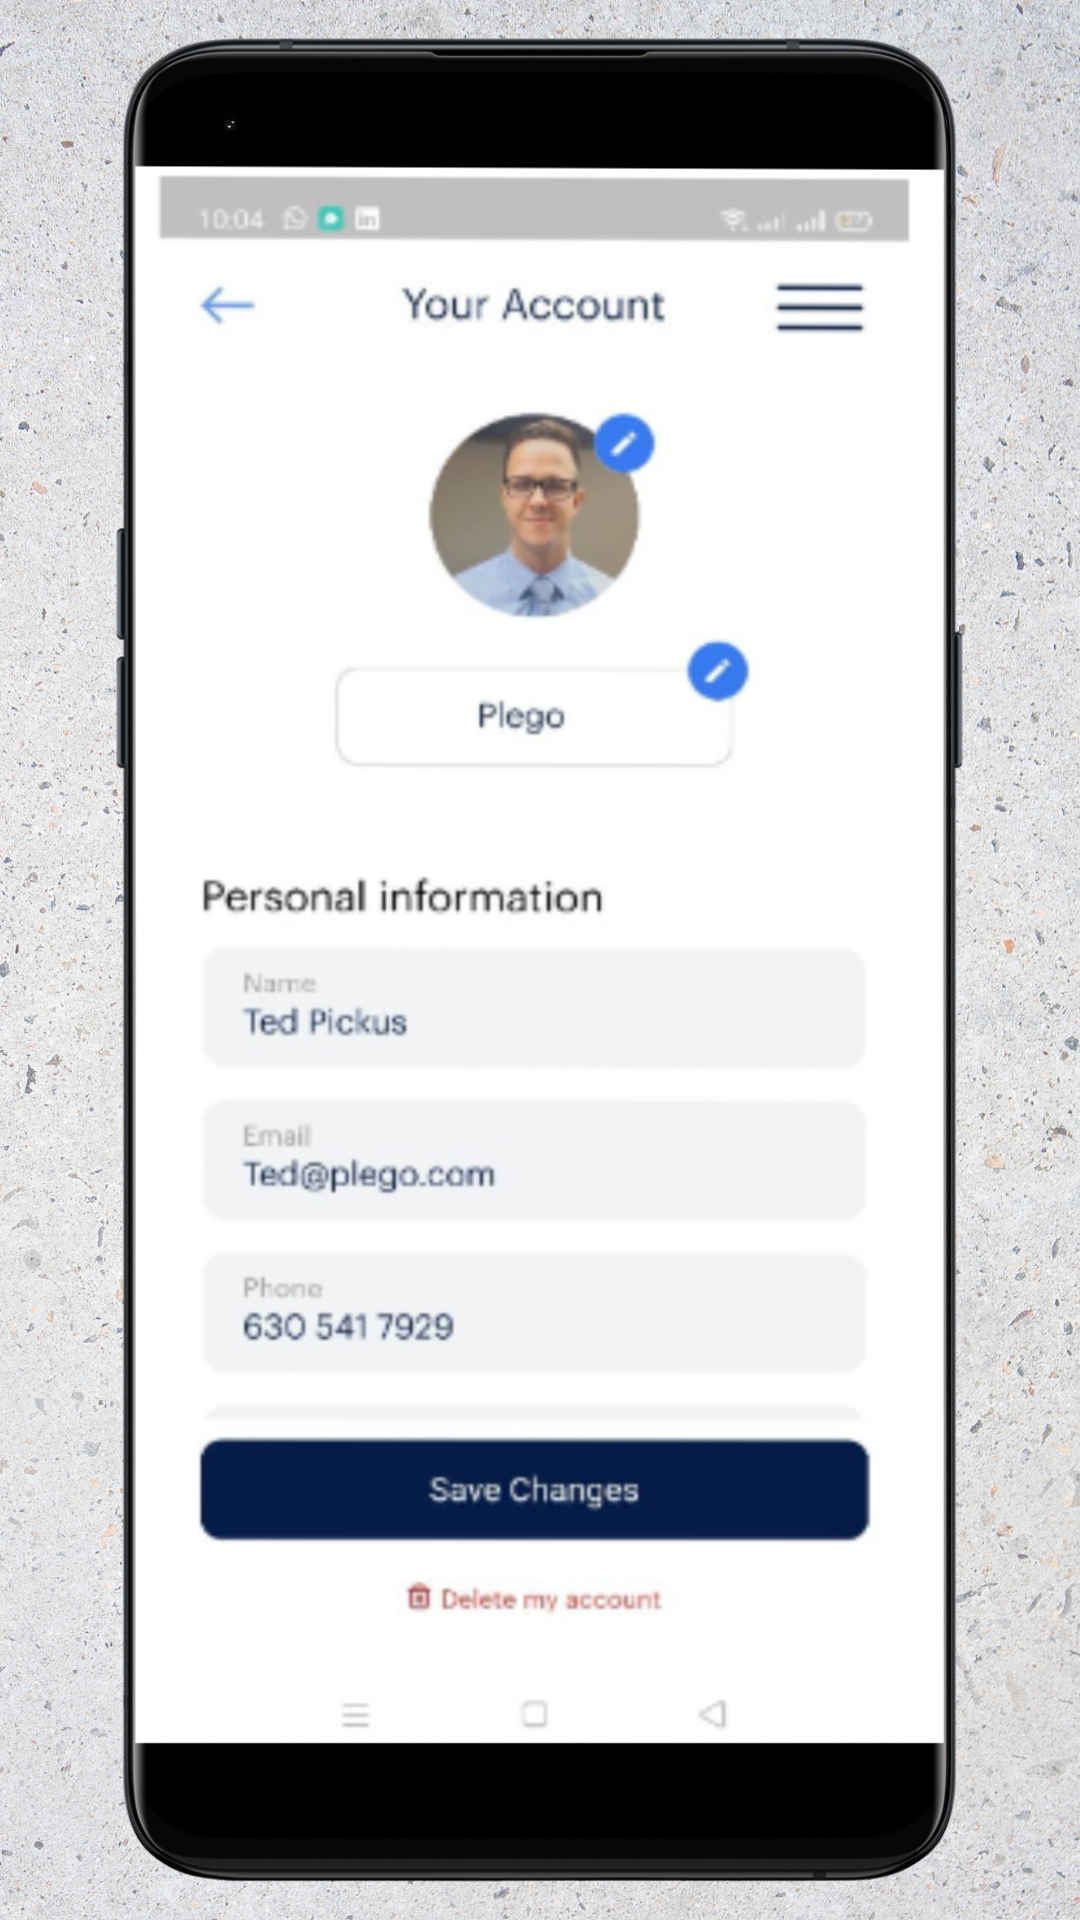 10:04
Your Account
Plego
Personal information
Name
Ted Pickus
Email
Ted@plego.com
Phone
630 541 7929
Save Changes
Delete my account